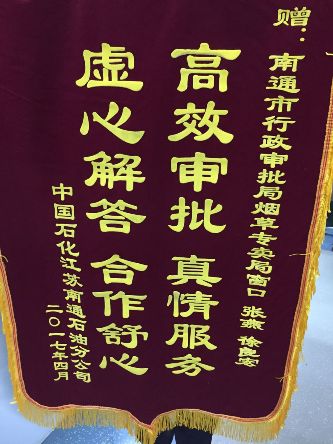 赠：
南通市行政审批局烟草专卖局窗口 张燕 徐良宏
高效审批 真情服务
虚心解答 合作舒心
中国石化江苏南通石油分公司
二〇一七年四月